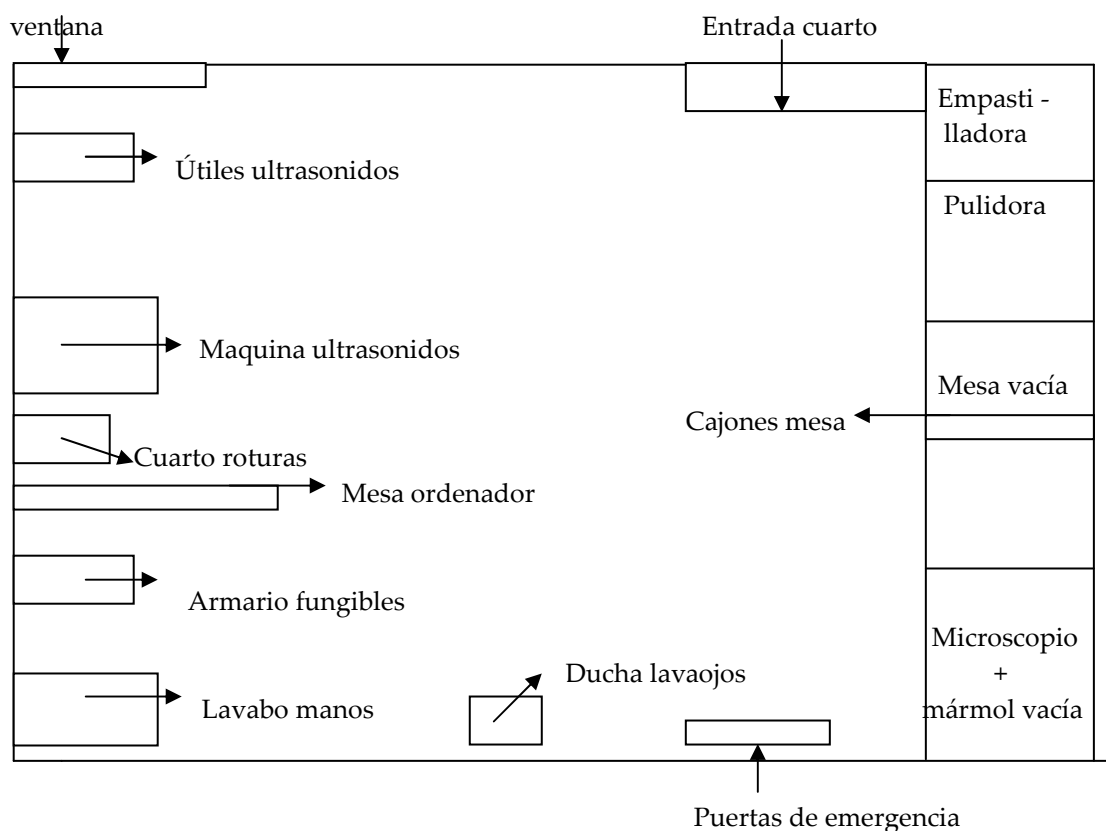 ventana
Entrada cuarto
Empasti -
lladora
Útiles ultrasonidos
Pulidora
Maquina ultrasonidos
Mesa vacía
Cajones mesa
Cuarto roturas
Mesa ordenador
Armario fungibles
Microscopio
+
mármol vacía
Ducha lavaojos
Lavabo manos
Puertas de emergencia